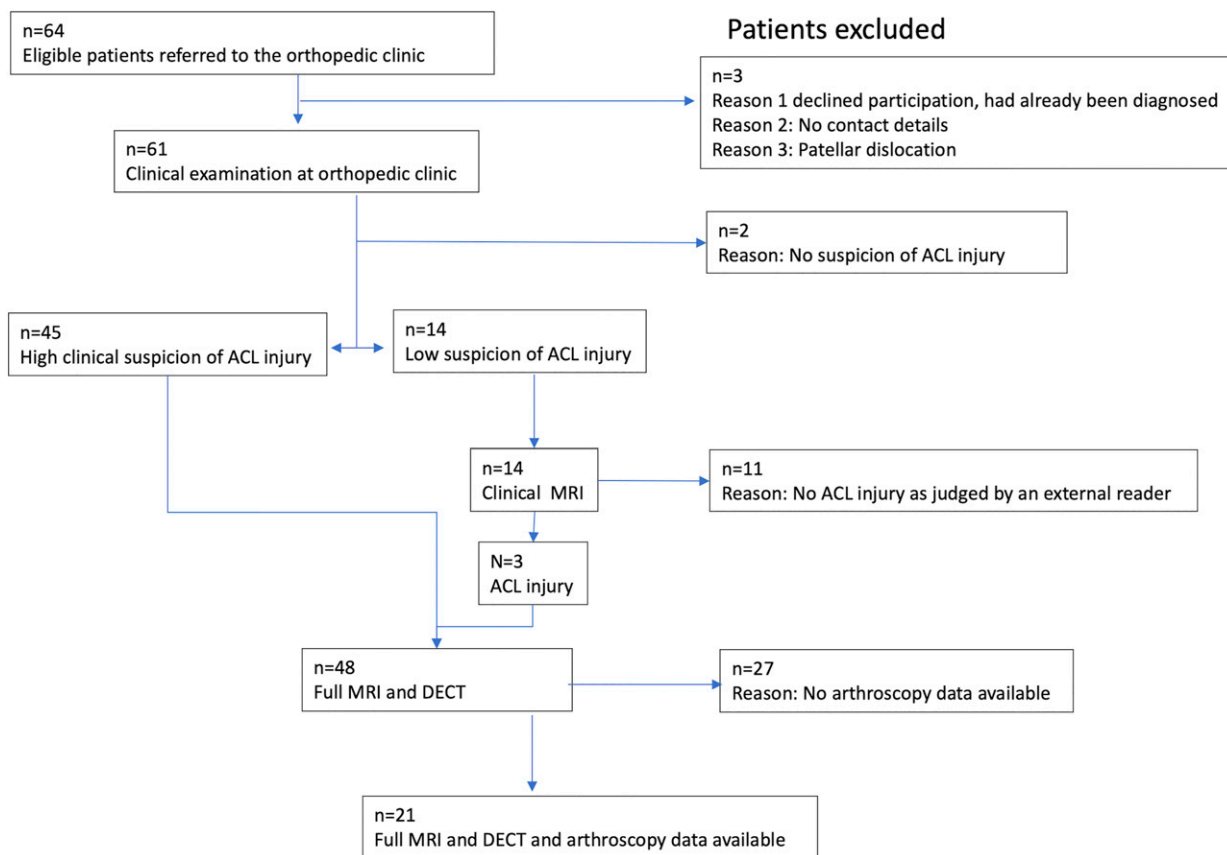 n=64
Eligible patients referred to the orthopedic clinic
Patients excluded
n=3
Reason 1 declined participation, had already been diagnosed
Reason 2: No contact details
Reason 3: Patellar dislocation
n=61
Clinical examination at orthopedic clinic
n=2
Reason: No suspicion of ACL injury
n=45
High clinical suspicion of ACL injury
n=14
Low suspicion of ACL injury
n=14
Clinical MRI
n=11
Reason: No ACL injury as judged by an external reader
N=3
ACL injury
n=48
Full MRI and DECT
n=27
Reason: No arthroscopy data available
n=21
Full MRI and DECT and arthroscopy data available